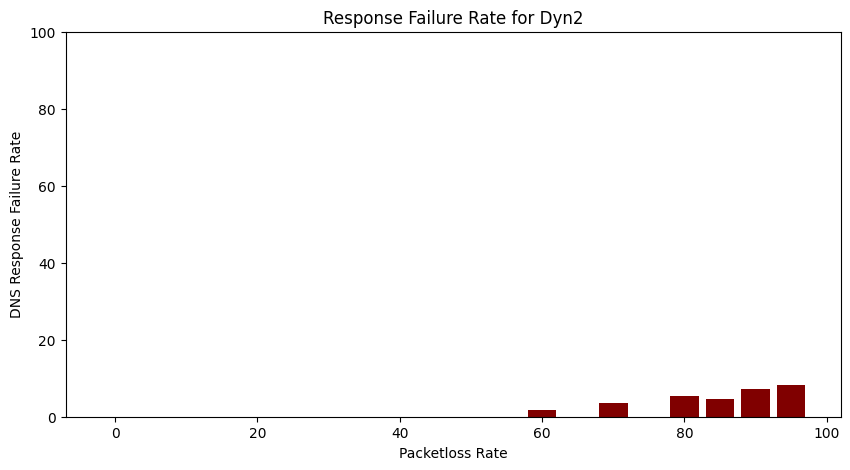 Response Failure Rate for Dyn2
100
80
60
40
20
0
DNS Response Failure Rate
0 20 40 60 80 100
Packetloss Rate